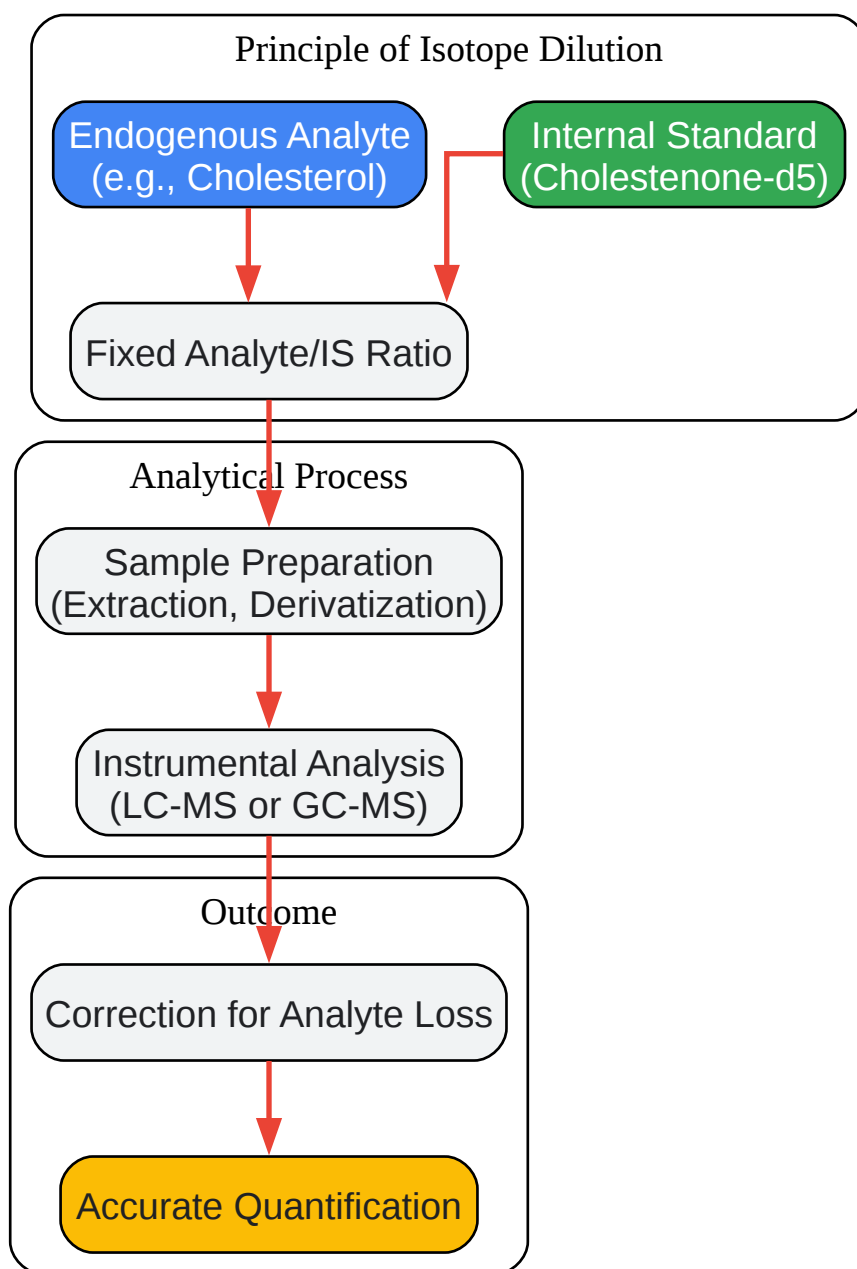 Principle of Isotope Dilution
Endogenous Analyte
(e.g., Cholesterol)
Internal Standard
(Cholestenone-d5)
Fixed Analyte/IS Ratio
Analytical Process
Sample Preparation
(Extraction, Derivatization)
Instrumental Analysis
(LC-MS or GC-MS)
Outcome
Correction for Analyte Loss
Accurate Quantification